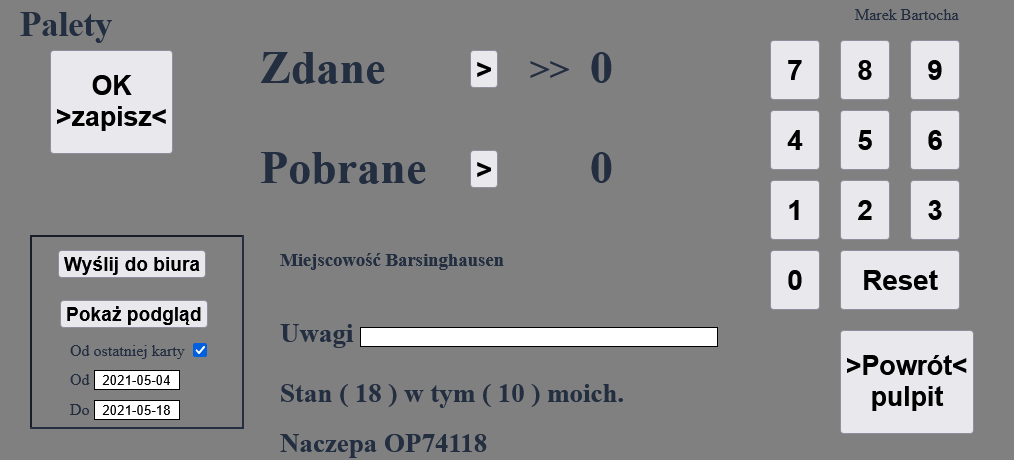 Palety
Marek Bartocha
OK
>zapisz<
Zdane > >> 0
Pobrane > 0
7 8 9
4 5 6
1 2 3
0 Reset
Miejscowość Barsinghausen
Wyślij do biura
Pokaż podgląd
Od ostatniej karty
Od 2021-05-04
Do 2021-05-18
Uwagi
Stan ( 18 ) w tym ( 10 ) moich.
Naczepa OP74118
>Powrót<
pulpit